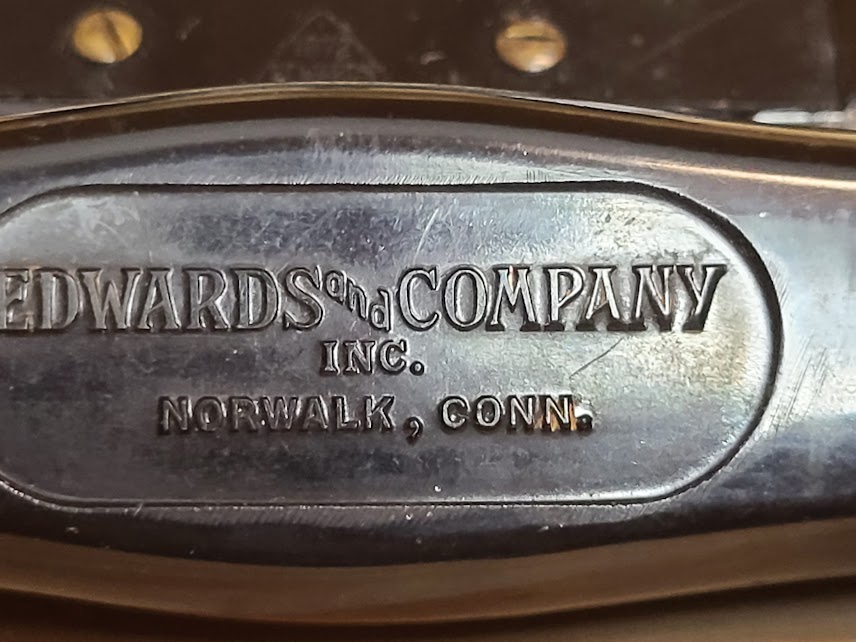 EDWARDS and COMPANY
INC.
NORWALK, CONN.